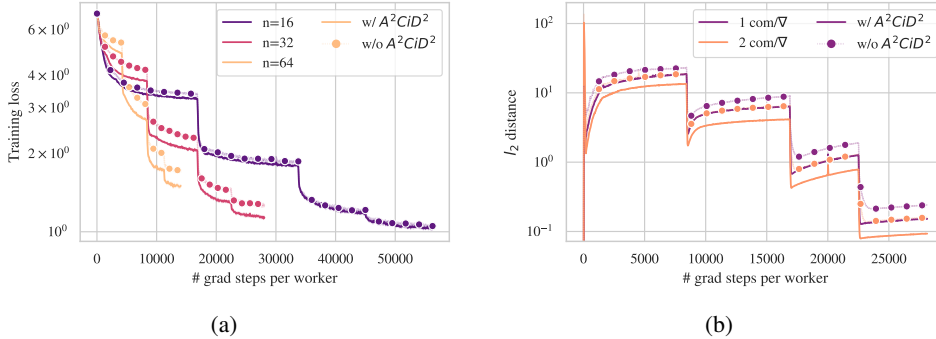 6 × 10⁰
4 × 10⁰
3 × 10⁰
2 × 10⁰
10⁰
Training loss
n=16
n=32
n=64
w/ A²CiD²
w/o A²CiD²
0 10000 20000 30000 40000 50000
# grad steps per worker
(a)
10²
10¹
10⁰
10⁻¹
l₂ distance
1 com/∇
2 com/∇
w/ A²CiD²
w/o A²CiD²
0 5000 10000 15000 20000 25000
# grad steps per worker
(b)